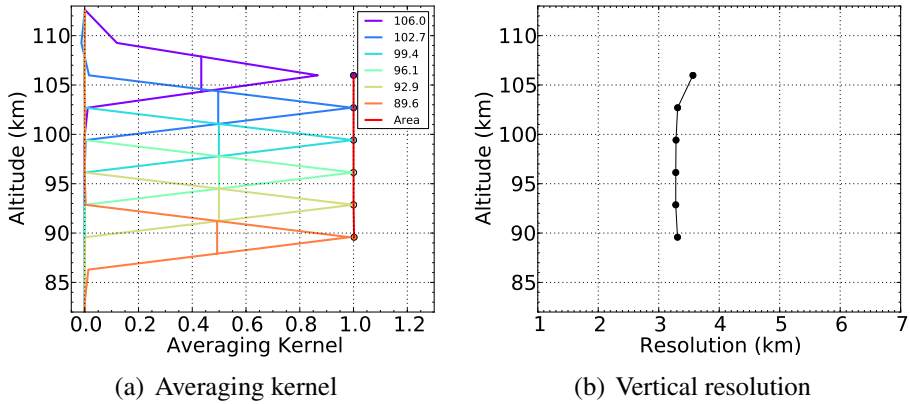 110
105
100
95
90
85
Altitude (km)
0.0 0.2 0.4 0.6 0.8 1.0 1.2
Averaging Kernel
106.0
102.7
99.4
96.1
92.9
89.6
Area
(a) Averaging kernel
110
105
100
95
90
85
Altitude (km)
1 2 3 4 5 6 7
Resolution (km)
(b) Vertical resolution